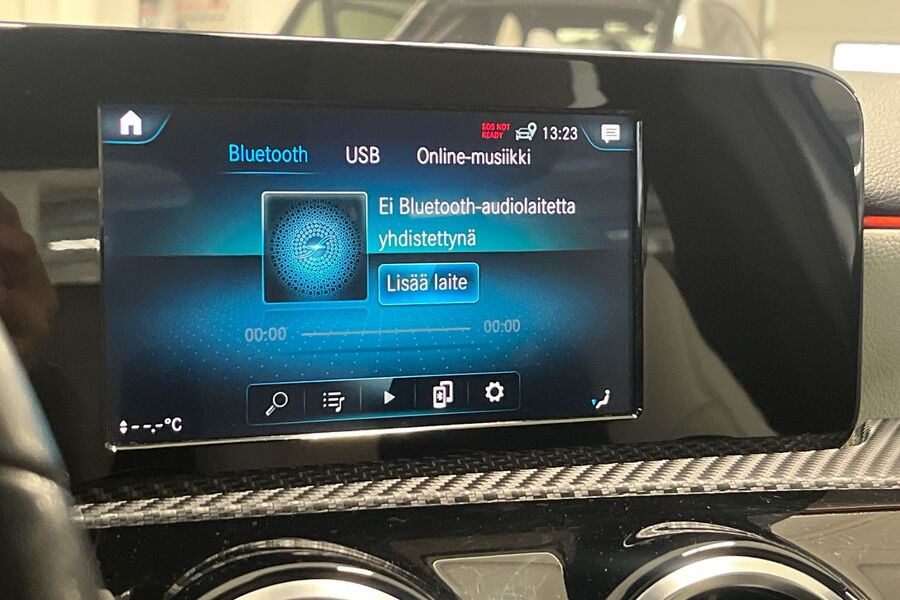 SOS NOT
READY
13:23
Bluetooth USB Online-musiikki
Ei Bluetooth-audiolaitetta
yhdistettynä
Lisää laite
00:00 00:00
--,-°C